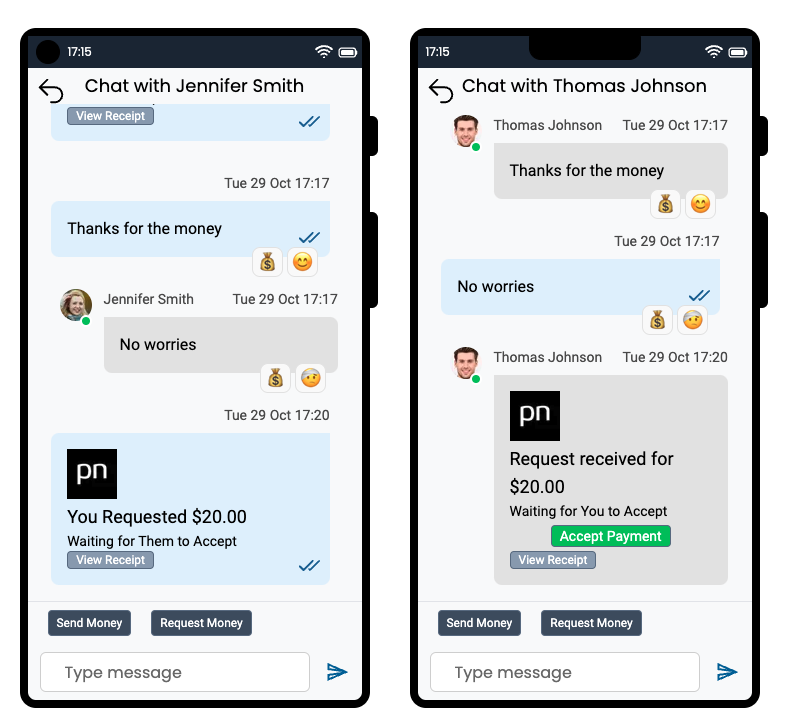 17:15
Chat with Jennifer Smith
View Receipt
Tue 29 Oct 17:17
Thanks for the money
Jennifer Smith Tue 29 Oct 17:17
No worries
Tue 29 Oct 17:20
pn
You Requested $20.00
Waiting for Them to Accept
View Receipt
Send Money Request Money
Type message
17:15
Chat with Thomas Johnson
Thomas Johnson Tue 29 Oct 17:17
Thanks for the money
Tue 29 Oct 17:17
No worries
Thomas Johnson Tue 29 Oct 17:20
pn
Request received for
$20.00
Waiting for You to Accept
Accept Payment
View Receipt
Send Money Request Money
Type message